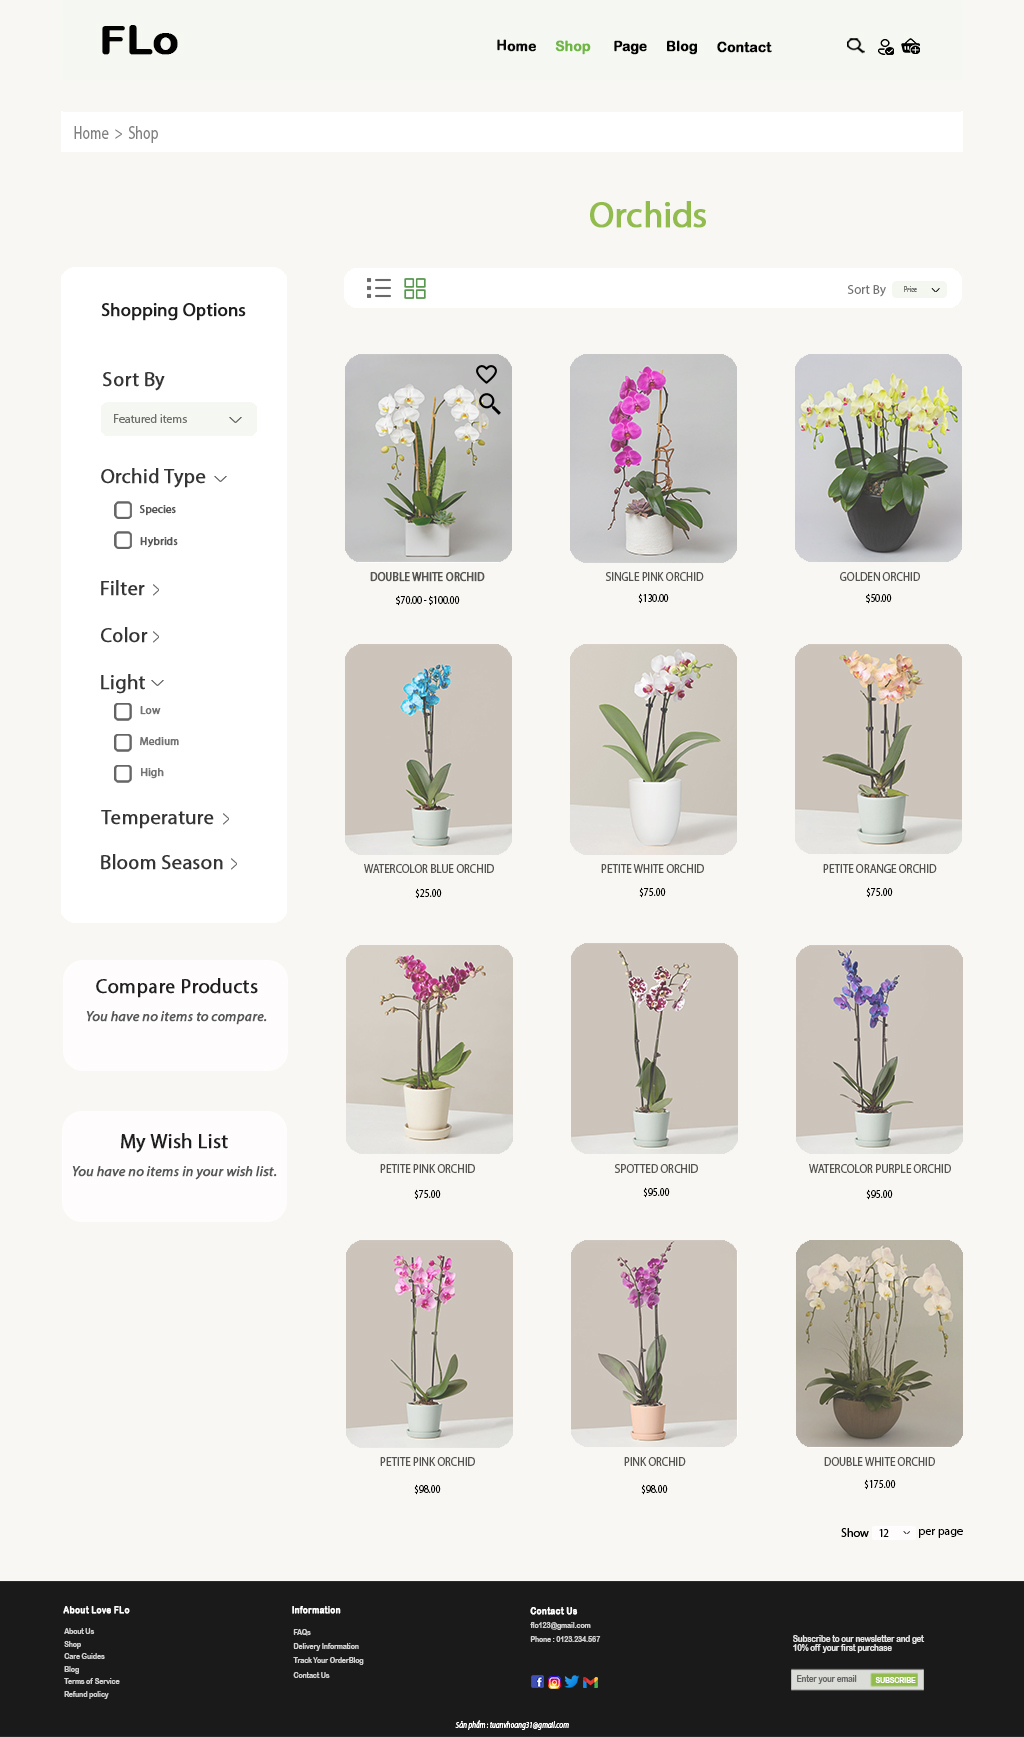 FLo
Home Shop Page Blog Contact
Home > Shop
Orchids
Shopping Options
Sort By
Featured items
Orchid Type
Species
Hybrids
Filter
Color
Light
Low
Medium
High
Temperature
Bloom Season
Compare Products
You have no items to compare.
My Wish List
You have no items in your wish list.
Sort By Price
DOUBLE WHITE ORCHID
$70.00 - $100.00
SINGLE PINK ORCHID
$130.00
GOLDEN ORCHID
$50.00
WATERCOLOR BLUE ORCHID
$25.00
PETITE WHITE ORCHID
$75.00
PETITE ORANGE ORCHID
$75.00
PETITE PINK ORCHID
$75.00
SPOTTED ORCHID
$95.00
WATERCOLOR PURPLE ORCHID
$95.00
PETITE PINK ORCHID
$98.00
PINK ORCHID
$98.00
DOUBLE WHITE ORCHID
$175.00
Show 12 per page
About Love FLo
About Us
Shop
Care Guides
Blog
Terms of Service
Refund policy
Information
FAQs
Delivery Information
Track Your OrderBlog
Contact Us
Contact Us
flo123@gmail.com
Phone : 0123.234.567
Subscribe to our newsletter and get
10% off your first purchase
Enter your email SUBSCRIBE
Sản phẩm : tuanvhoang31@gmail.com